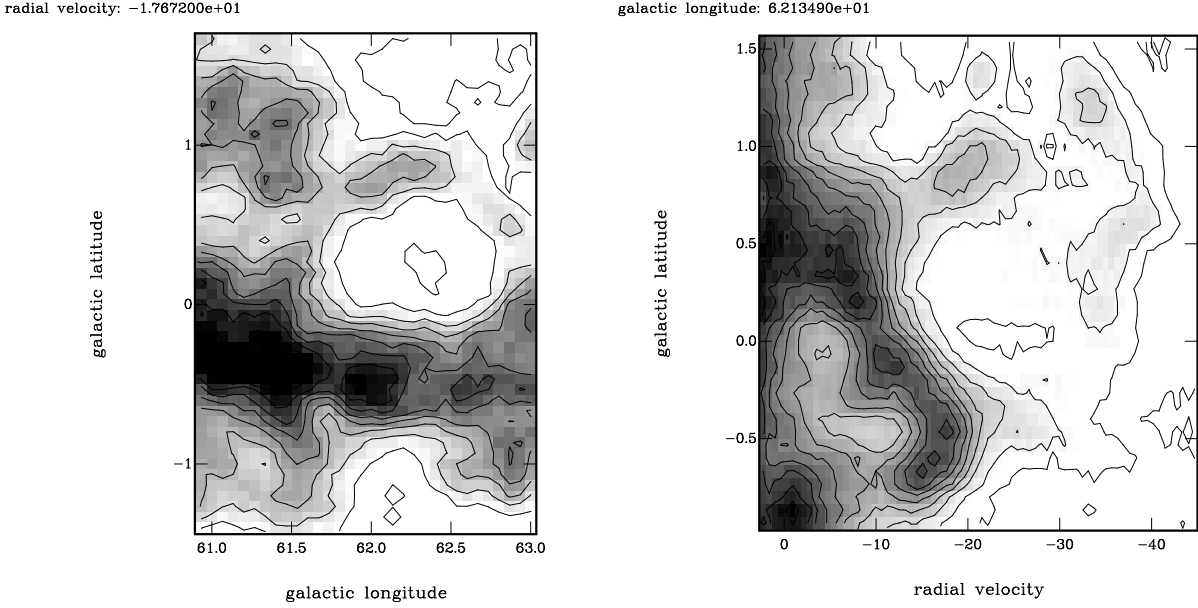 radial velocity: −1.767200e+01
galactic latitude
1
0
−1
61.0 61.5 62.0 62.5 63.0
galactic longitude
galactic longitude: 6.213490e+01
galactic latitude
1.5
1.0
0.5
0.0
−0.5
0 −10 −20 −30 −40
radial velocity